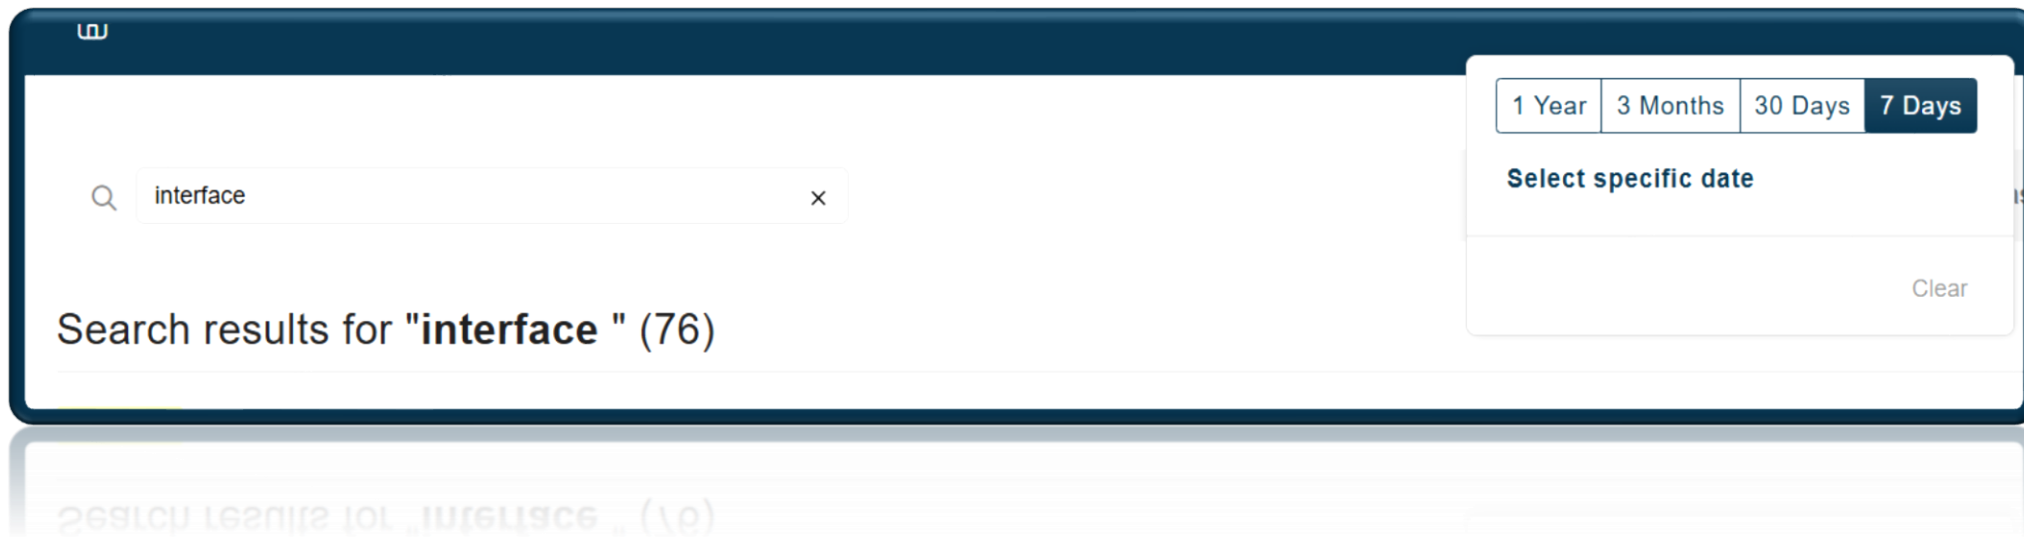 1 Year 3 Months 30 Days 7 Days
interface
Select specific date
Clear
Search results for "interface " (76)